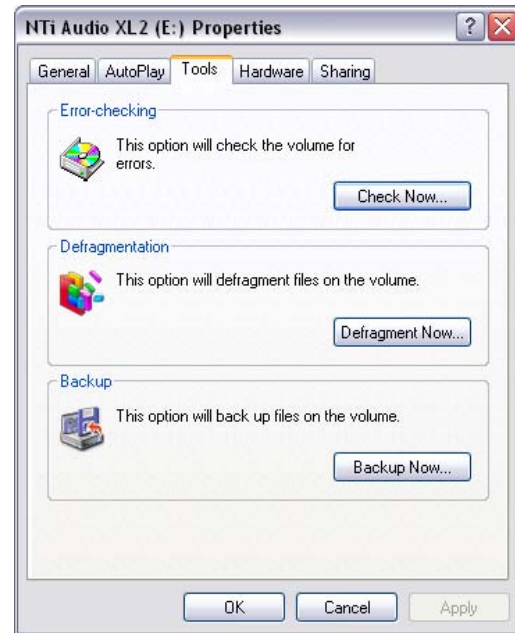 NTi Audio XL2 (E:) Properties
General AutoPlay Tools Hardware Sharing
Error-checking
This option will check the volume for
errors.
Check Now...
Defragmentation
This option will defragment files on the volume.
Defragment Now...
Backup
This option will back up files on the volume.
Backup Now...
OK Cancel Apply